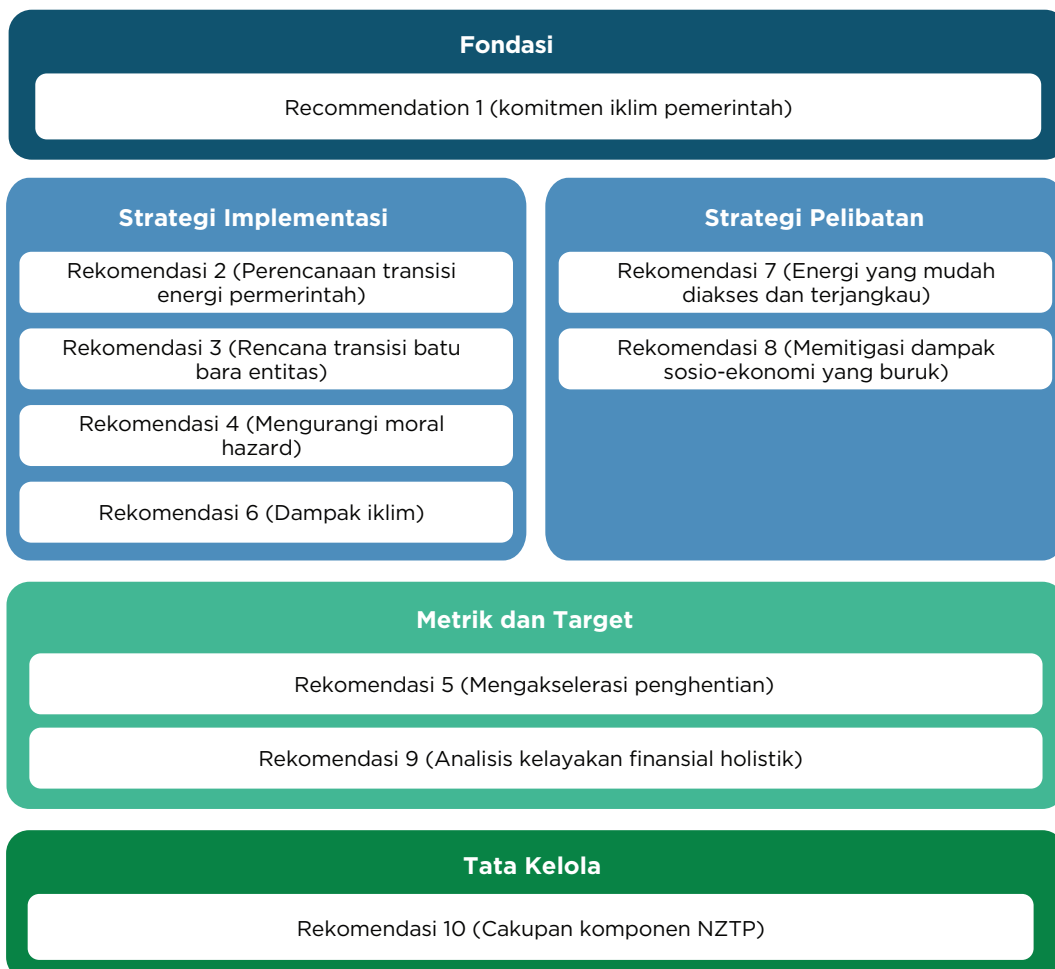 Fondasi
Recommendation 1 (komitmen iklim pemerintah)
Strategi Implementasi
Rekomendasi 2 (Perencanaan transisi
energi permerintah)
Rekomendasi 3 (Rencana transisi batu
bara entitas)
Rekomendasi 4 (Mengurangi moral
hazard)
Rekomendasi 6 (Dampak iklim)
Strategi Pelibatan
Rekomendasi 7 (Energi yang mudah
diakses dan terjangkau)
Rekomendasi 8 (Memitigasi dampak
sosio-ekonomi yang buruk)
Metrik dan Target
Rekomendasi 5 (Mengakselerasi penghentian)
Rekomendasi 9 (Analisis kelayakan finansial holistik)
Tata Kelola
Rekomendasi 10 (Cakupan komponen NZTP)